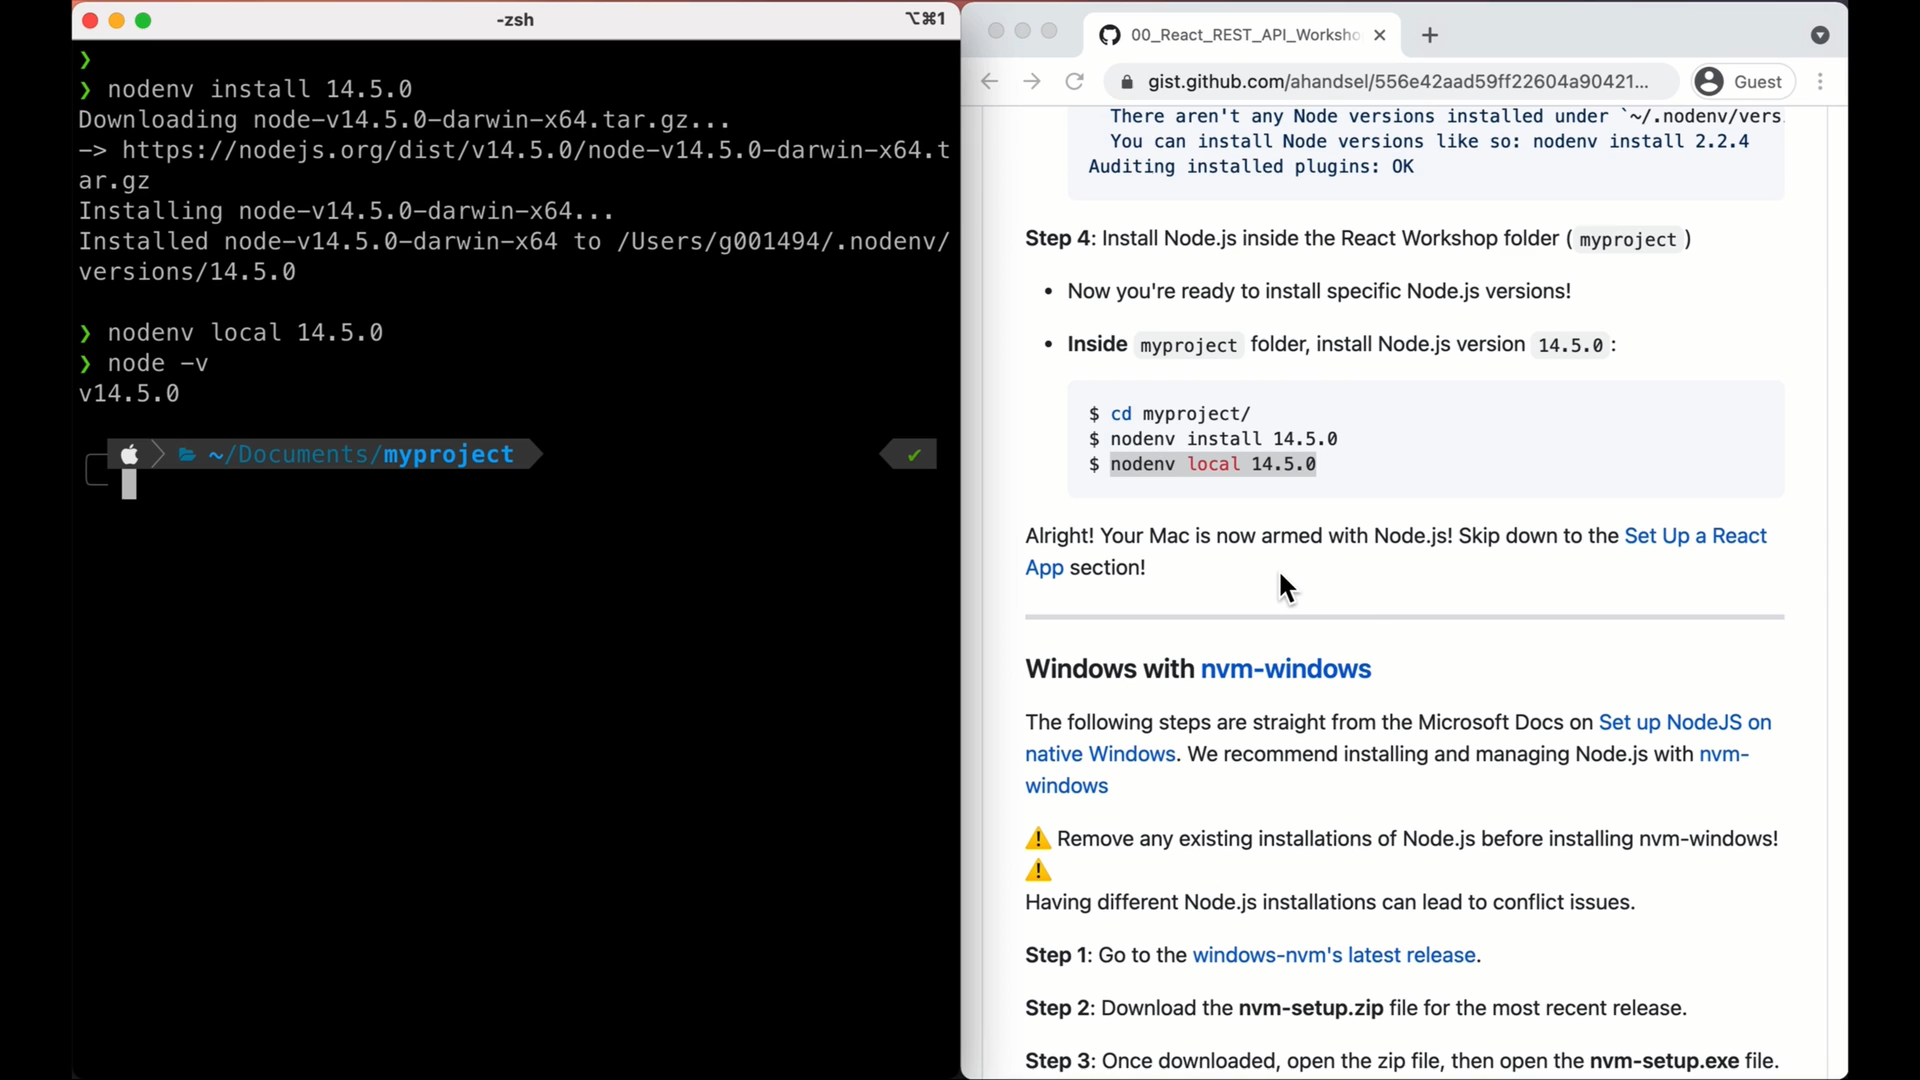 -zsh
⌥⌘1
❯
❯ nodenv install 14.5.0
Downloading node-v14.5.0-darwin-x64.tar.gz...
-> https://nodejs.org/dist/v14.5.0/node-v14.5.0-darwin-x64.t
ar.gz
Installing node-v14.5.0-darwin-x64...
Installed node-v14.5.0-darwin-x64 to /Users/g001494/.nodenv/
versions/14.5.0
❯ nodenv local 14.5.0
❯ node -v
v14.5.0
~/Documents/myproject ✔
00_React_REST_API_Worksho
gist.github.com/ahandsel/556e42aad59ff22604a90421...
Guest
There aren't any Node versions installed under `~/.nodenv/vers
You can install Node versions like so: nodenv install 2.2.4
Auditing installed plugins: OK
Step 4: Install Node.js inside the React Workshop folder ( myproject )
• Now you're ready to install specific Node.js versions!
• Inside myproject folder, install Node.js version 14.5.0 :
$ cd myproject/
$ nodenv install 14.5.0
$ nodenv local 14.5.0
Alright! Your Mac is now armed with Node.js! Skip down to the Set Up a React
App section!
Windows with nvm-windows
The following steps are straight from the Microsoft Docs on Set up NodeJS on
native Windows. We recommend installing and managing Node.js with nvm-
windows
⚠️ Remove any existing installations of Node.js before installing nvm-windows!
⚠️
Having different Node.js installations can lead to conflict issues.
Step 1: Go to the windows-nvm's latest release.
Step 2: Download the nvm-setup.zip file for the most recent release.
Step 3: Once downloaded, open the zip file, then open the nvm-setup.exe file.